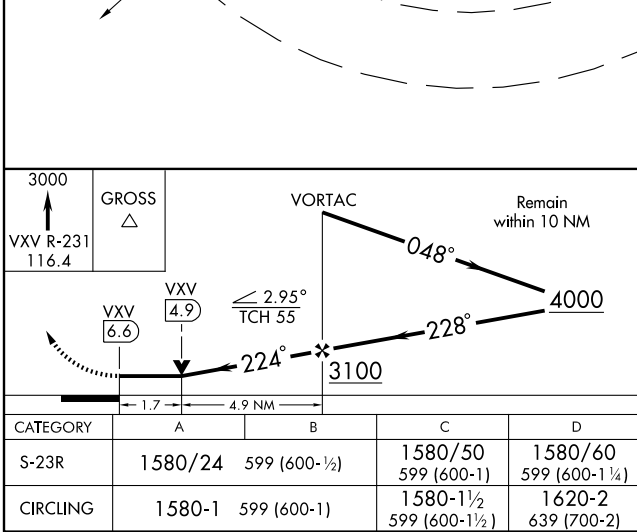 3000
VXV R-231
116.4
GROSS
VORTAC
Remain
within 10 NM
048°
4000
228°
VXV
6.6
VXV
4.9
2.95°
TCH 55
224°
3100
1.7
4.9 NM
CATEGORY A B C D
S-23R 1580/24 599 (600-½) 1580/50 599 (600-1) 1580/60 599 (600-1¼)
CIRCLING 1580-1 599 (600-1) 1580-1½ 599 (600-1½) 1620-2 639 (700-2)